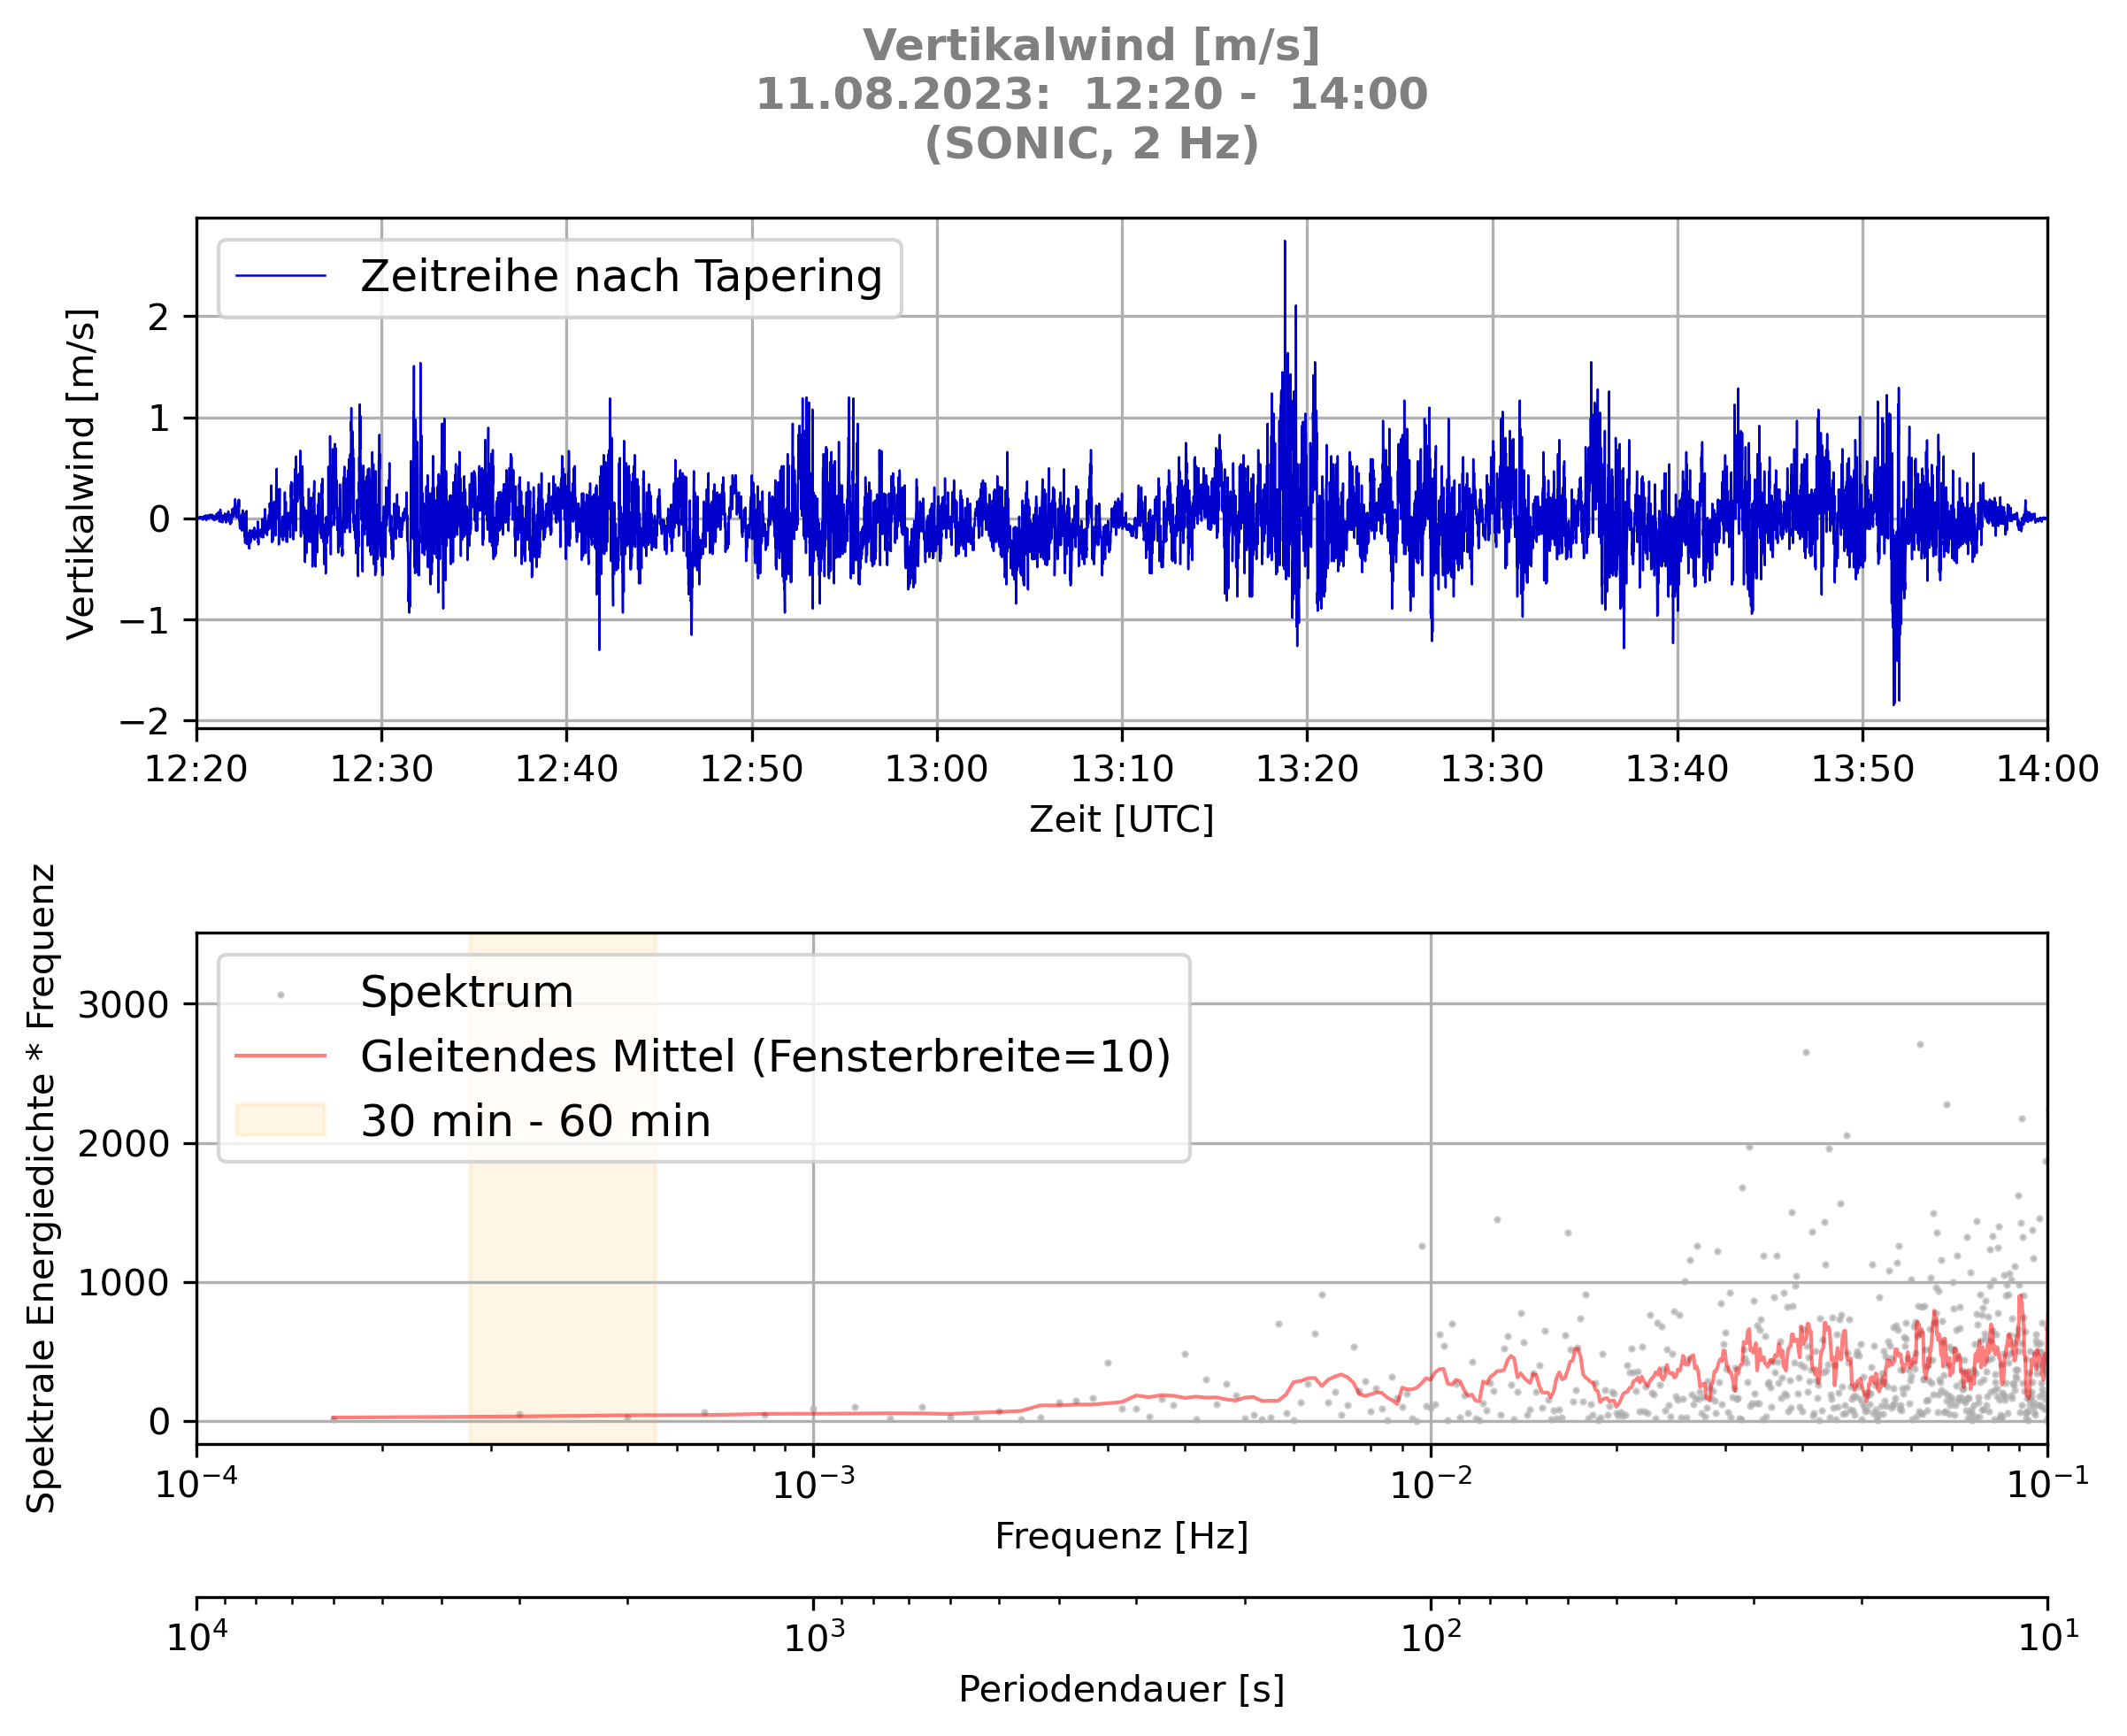 Vertikalwind [m/s]
11.08.2023:  12:20 -  14:00
(SONIC, 2 Hz)
Zeitreihe nach Tapering
Vertikalwind [m/s]
2
1
0
−1
−2
12:20 12:30 12:40 12:50 13:00 13:10 13:20 13:30 13:40 13:50 14:00
Zeit [UTC]
Spektrale Energiedichte * Frequenz
3000
2000
1000
0
Spektrum
Gleitendes Mittel (Fensterbreite=10)
30 min - 60 min
10⁻⁴ 10⁻³ 10⁻² 10⁻¹
Frequenz [Hz]
10⁴ 10³ 10² 10¹
Periodendauer [s]